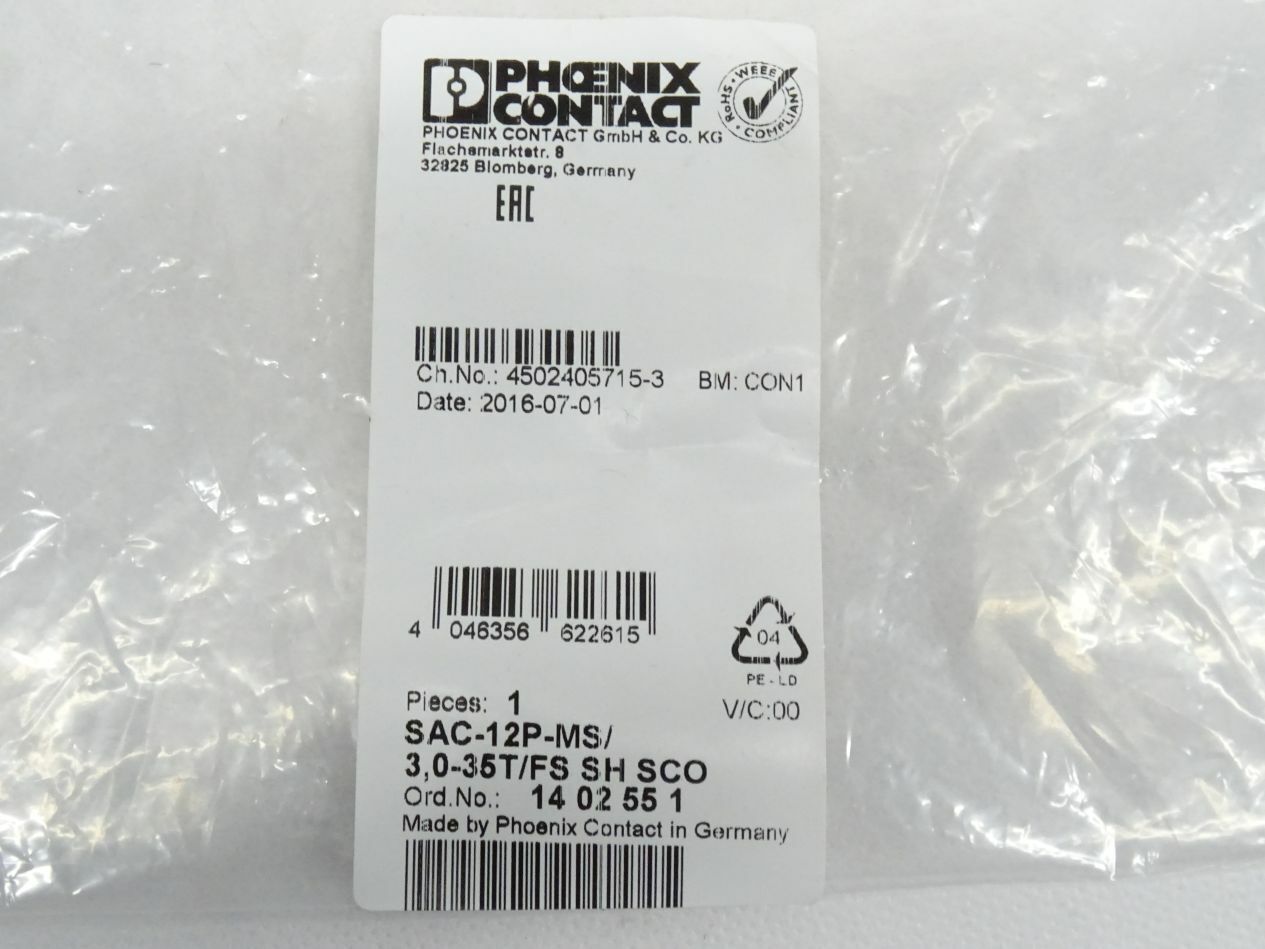 PHOENIX
CONTACT
WEEE
RoHS
COMPLIANT
PHOENIX CONTACT GmbH & Co. KG
Flachsmarktstr. 8
32825 Blomberg, Germany
EAC
Ch.No.: 4502405715-3 BM: CON1
Date: 2016-07-01
4 046356 622615
04
PE-LD
Pieces: 1 V/C:00
SAC-12P-MS/
3,0-35T/FS SH SCO
Ord.No.: 14 02 55 1
Made by Phoenix Contact in Germany